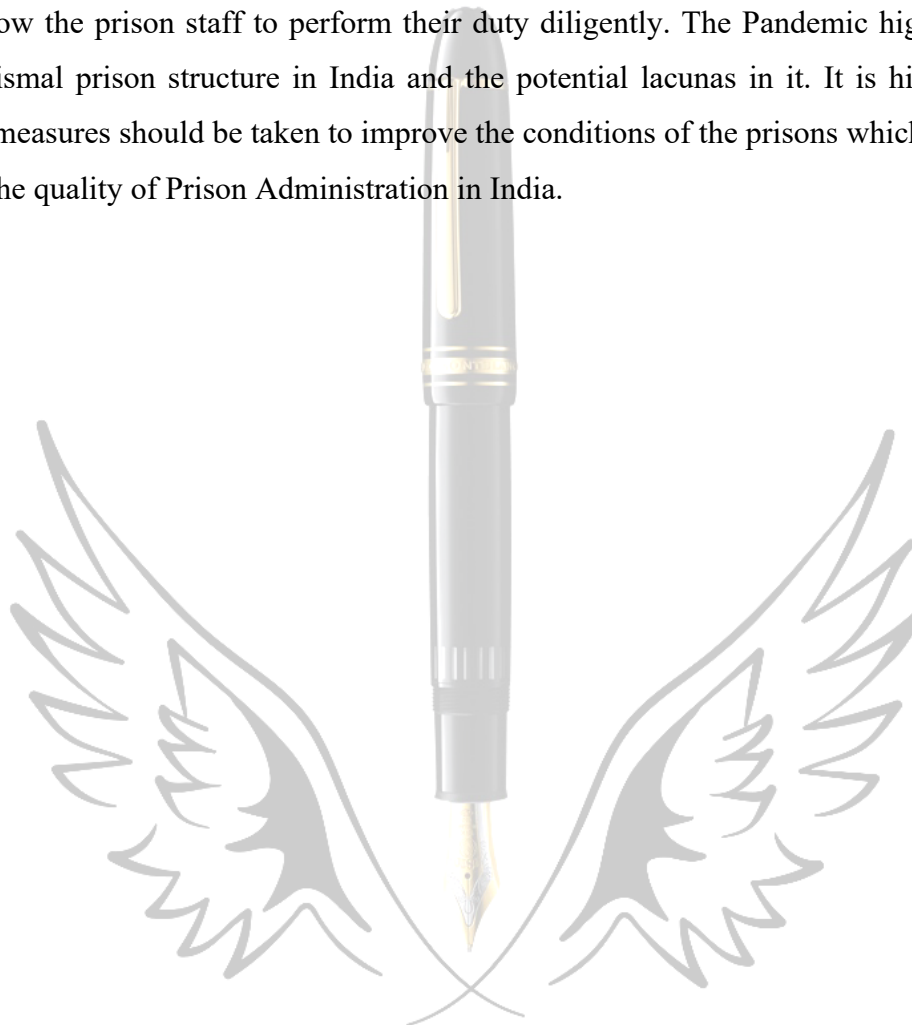 ow the prison staff to perform their duty diligently. The Pandemic hig
ismal prison structure in India and the potential lacunas in it. It is hi
measures should be taken to improve the conditions of the prisons which
he quality of Prison Administration in India.